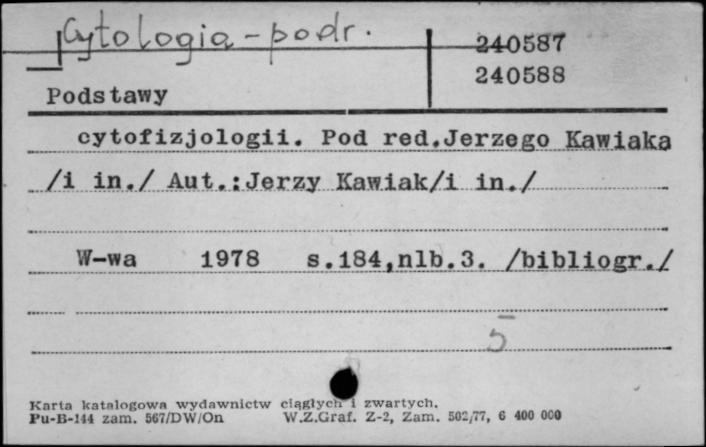 Cytologia - podr.
240587
240588
Podstawy
cytofizjologii. Pod red.Jerzego Kawiaka
/i in./ Aut.:Jerzy Kawiak/i in./
W-wa 1978 s.184,nlb.3. /bibliogr./
5
Karta katalogowa wydawnictw ciągłych i zwartych.
Pu-B-144 zam. 567/DW/On W.Z.Graf. Z-2, Zam. 502/77, 6 400 000